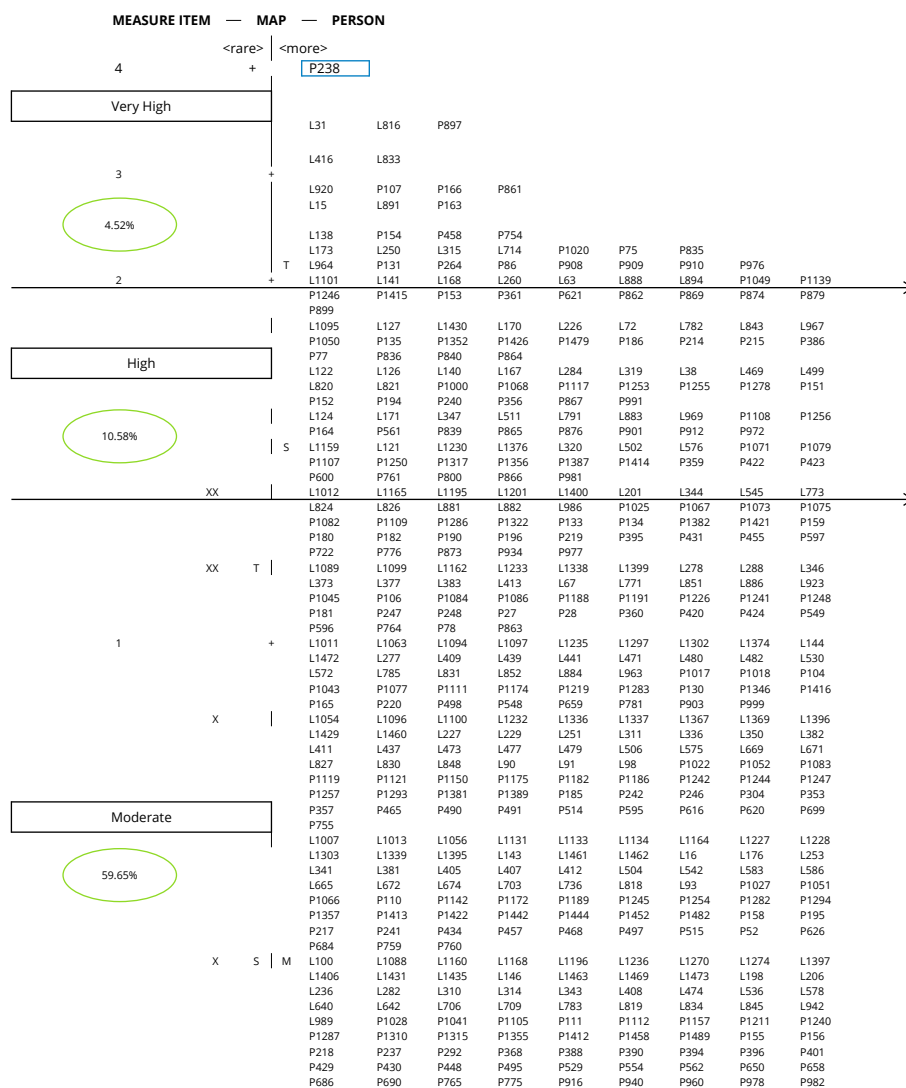 MEASURE ITEM — MAP — PERSON
<rare> <more>
4 + P238
Very High
L31 L816 P897
L416 L833
3 +
L920 P107 P166 P861
L15 L891 P163
4.52%
L138 P154 P458 P754
L173 L250 L315 L714 P1020 P75 P835
T L964 P131 P264 P86 P908 P909 P910 P976
2 + L1101 L141 L168 L260 L63 L888 L894 P1049 P1139
P1246 P1415 P153 P361 P621 P862 P869 P874 P879
P899
L1095 L127 L1430 L170 L226 L72 L782 L843 L967
P1050 P135 P1352 P1426 P1479 P186 P214 P215 P386
P77 P836 P840 P864
High
L122 L126 L140 L167 L284 L319 L38 L469 L499
L820 L821 P1000 P1068 P1117 P1253 P1255 P1278 P151
P152 P194 P240 P356 P867 P991
L124 L171 L347 L511 L791 L883 L969 P1108 P1256
P164 P561 P839 P865 P876 P901 P912 P972
10.58%
S L1159 L121 L1230 L1376 L320 L502 L576 P1071 P1079
P1107 P1250 P1317 P1356 P1387 P1414 P359 P422 P423
P600 P761 P800 P866 P981
XX L1012 L1165 L1195 L1201 L1400 L201 L344 L545 L773
L824 L826 L881 L882 L986 P1025 P1067 P1073 P1075
P1082 P1109 P1286 P1322 P133 P134 P1382 P1421 P159
P180 P182 P190 P196 P219 P395 P431 P455 P597
P722 P776 P873 P934 P977
XX T L1089 L1099 L1162 L1233 L1338 L1399 L278 L288 L346
L373 L377 L383 L413 L67 L771 L851 L886 L923
P1045 P106 P1084 P1086 P1188 P1191 P1226 P1241 P1248
P181 P247 P248 P27 P28 P360 P420 P424 P549
P596 P764 P78 P863
1 + L1011 L1063 L1094 L1097 L1235 L1297 L1302 L1374 L144
L1472 L277 L409 L439 L441 L471 L480 L482 L530
L572 L785 L831 L852 L884 L963 P1017 P1018 P104
P1043 P1077 P1111 P1174 P1219 P1283 P130 P1346 P1416
P165 P220 P498 P548 P659 P781 P903 P999
X L1054 L1096 L1100 L1232 L1336 L1337 L1367 L1369 L1396
L1429 L1460 L227 L229 L251 L311 L336 L350 L382
L411 L437 L473 L477 L479 L506 L575 L669 L671
L827 L830 L848 L90 L91 L98 P1022 P1052 P1083
P1119 P1121 P1150 P1175 P1182 P1186 P1242 P1244 P1247
P1257 P1293 P1381 P1389 P185 P242 P246 P304 P353
P357 P465 P490 P491 P514 P595 P616 P620 P699
Moderate
P755
L1007 L1013 L1056 L1131 L1133 L1134 L1164 L1227 L1228
L1303 L1339 L1395 L143 L1461 L1462 L16 L176 L253
L341 L381 L405 L407 L412 L504 L542 L583 L586
59.65%
L665 L672 L674 L703 L736 L818 L93 P1027 P1051
P1066 P110 P1142 P1172 P1189 P1245 P1254 P1282 P1294
P1357 P1413 P1422 P1442 P1444 P1452 P1482 P158 P195
P217 P241 P434 P457 P468 P497 P515 P52 P626
P684 P759 P760
X S M L100 L1088 L1160 L1168 L1196 L1236 L1270 L1274 L1397
L1406 L1431 L1435 L146 L1463 L1469 L1473 L198 L206
L236 L282 L310 L314 L343 L408 L474 L536 L578
L640 L642 L706 L709 L783 L819 L834 L845 L942
L989 P1028 P1041 P1105 P111 P1112 P1157 P1211 P1240
P1287 P1310 P1315 P1355 P1412 P1458 P1489 P155 P156
P218 P237 P292 P368 P388 P390 P394 P396 P401
P429 P430 P448 P495 P529 P554 P562 P650 P658
P686 P690 P765 P775 P916 P940 P960 P978 P982